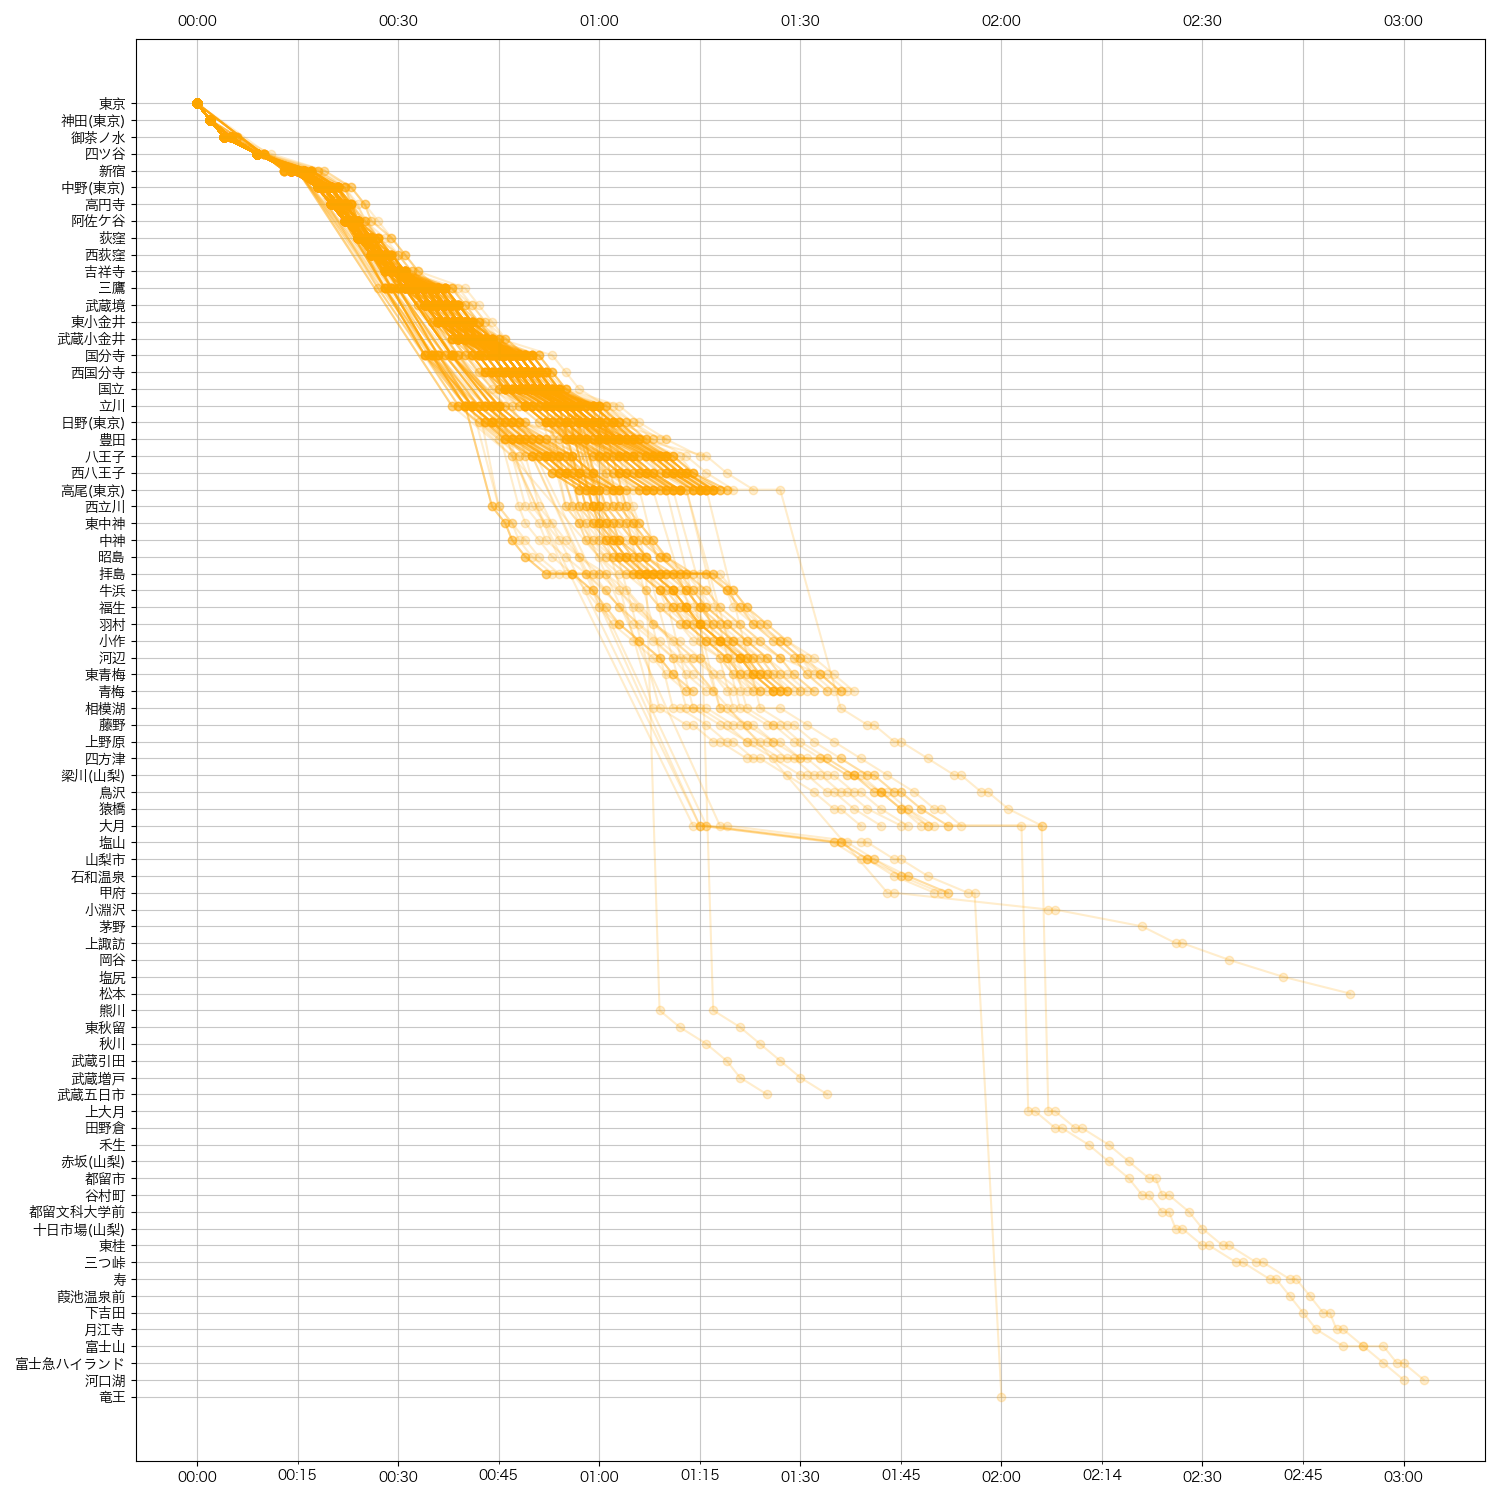 00:00 00:30 01:00 01:30 02:00 02:30 03:00
東京
神田(東京)
御茶ノ水
四ツ谷
新宿
中野(東京)
高円寺
阿佐ケ谷
荻窪
西荻窪
吉祥寺
三鷹
武蔵境
東小金井
武蔵小金井
国分寺
西国分寺
国立
立川
日野(東京)
豊田
八王子
西八王子
高尾(東京)
西立川
東中神
中神
昭島
拝島
牛浜
福生
羽村
小作
河辺
東青梅
青梅
相模湖
藤野
上野原
四方津
梁川(山梨)
鳥沢
猿橋
大月
塩山
山梨市
石和温泉
甲府
小淵沢
茅野
上諏訪
岡谷
塩尻
松本
熊川
東秋留
秋川
武蔵引田
武蔵増戸
武蔵五日市
上大月
田野倉
禾生
赤坂(山梨)
都留市
谷村町
都留文科大学前
十日市場(山梨)
東桂
三つ峠
寿
葭池温泉前
下吉田
月江寺
富士山
富士急ハイランド
河口湖
竜王
00:00 00:15 00:30 00:45 01:00 01:15 01:30 01:45 02:00 02:14 02:30 02:45 03:00